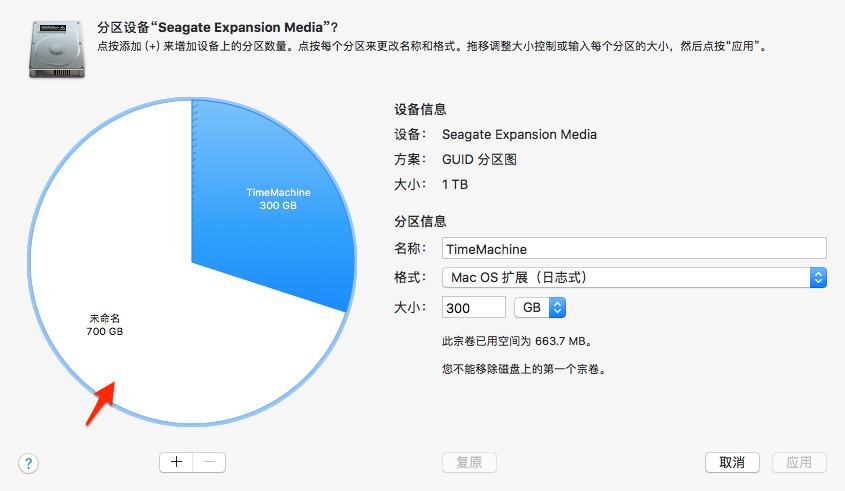 分区设备“Seagate Expansion Media”?
点按添加 (+) 来增加设备上的分区数量。点按每个分区来更改名称和格式。拖移调整大小控制或输入每个分区的大小，然后点按“应用”。
TimeMachine
300 GB
未命名
700 GB
设备信息
设备： Seagate Expansion Media
方案： GUID 分区图
大小： 1 TB
分区信息
名称： TimeMachine
格式： Mac OS 扩展（日志式）
大小： 300 GB
此宗卷已用空间为 663.7 MB。
您不能移除磁盘上的第一个宗卷。
? + − 复原 取消 应用